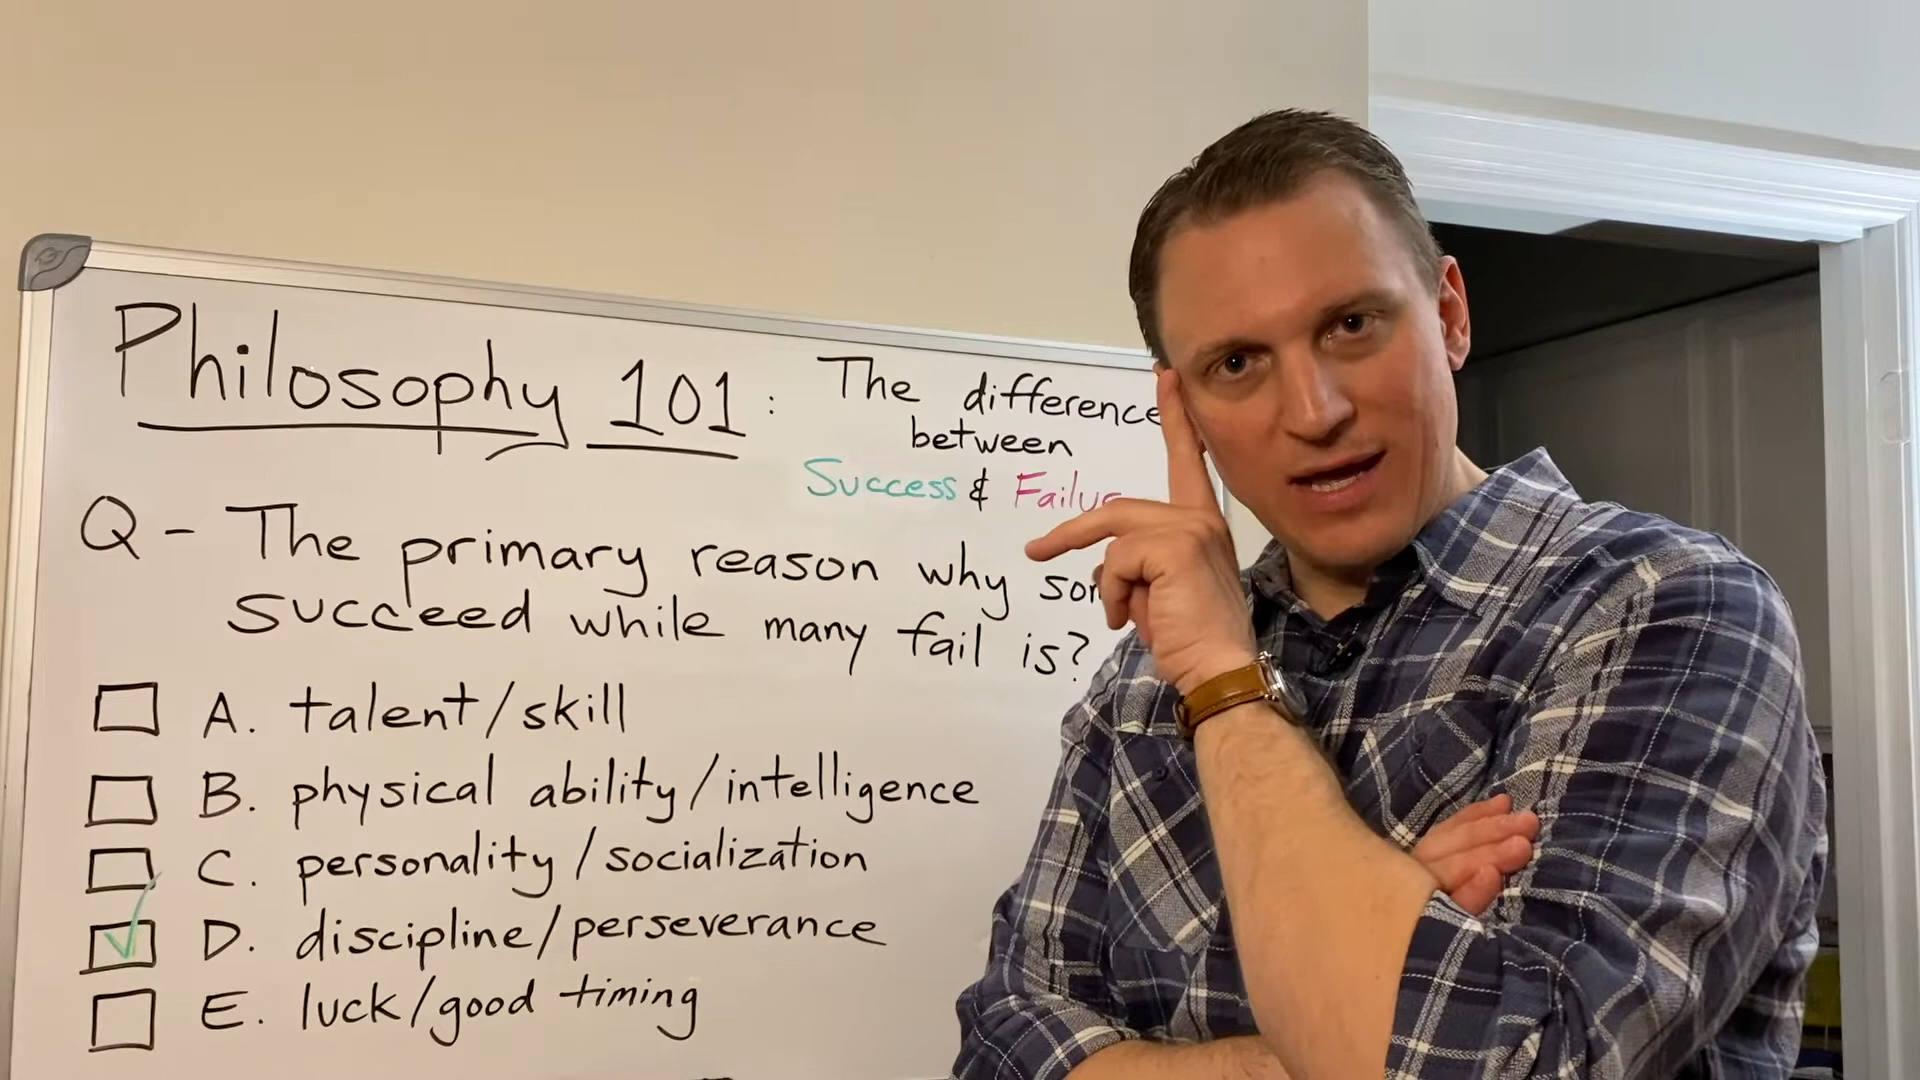 Philosophy 101 : The difference
between
Success & Failu
Q - The primary reason why
succeed while many fail is?
A. talent/skill
B. physical ability/intelligence
C. personality/socialization
D. discipline/perseverance
E. luck/good timing